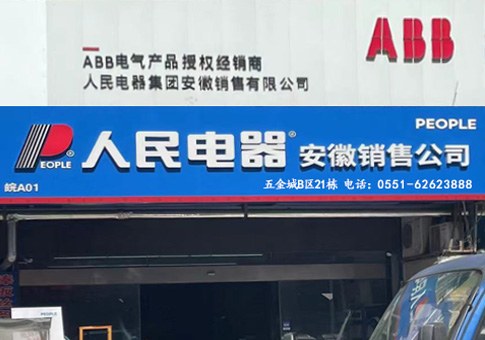 ABB电气产品授权经销商
人民电器集团安徽销售有限公司
ABB
PEOPLE
PEOPLE 人民电器® 安徽销售公司
皖A01
五金城B区21栋 电话：0551-62623888
PEOPLE